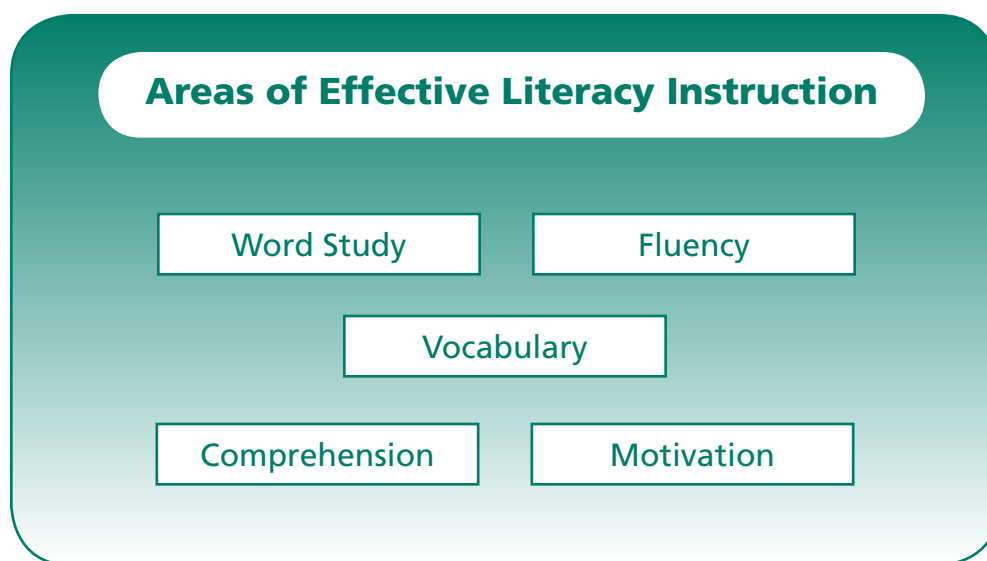 Areas of Effective Literacy Instruction
Word Study
Fluency
Vocabulary
Comprehension
Motivation